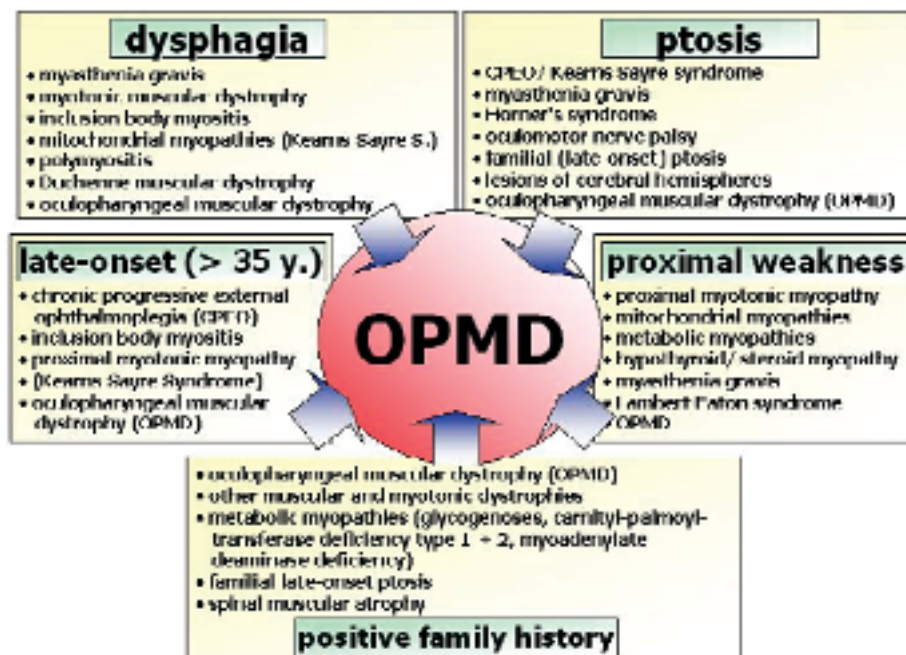 dysphagia
• myasthenia gravis
• myotonic muscular dystrophy
• inclusion body myositis
• mitochondrial myopathies (Kearns Sayre S.)
• polymyositis
• Duchenne muscular dystrophy
• oculopharyngeal muscular dystrophy
ptosis
• CPEO / Kearns Sayre syndrome
• myasthenia gravis
• Horner's syndrome
• oculomotor nerve palsy
• familial (late onset) ptosis
• lesions of cerebral hemispheres
• oculopharyngeal muscular dystrophy (OPMD)
late-onset (> 35 y.)
• chronic progressive external
ophthalmoplegia (CPEO)
• inclusion body myositis
• proximal myotonic myopathy
• (Kearns Sayre Syndrome)
• oculopharyngeal muscular
dystrophy (OPMD)
OPMD
proximal weakness
• proximal myotonic myopathy
• mitochondrial myopathies
• metabolic myopathies
• hypothyroid/ steroid myopathy
• myasthenia gravis
• Lambert Eaton syndrome
OPMD
• oculopharyngeal muscular dystrophy (OPMD)
• other muscular and myotonic dystrophies
• metabolic myopathies (glycogenoses, carnityl-palmoyl-
transferase deficiency type 1 + 2, myoadenylate
deaminase deficiency)
• familial late-onset ptosis
• spinal muscular atrophy
positive family history